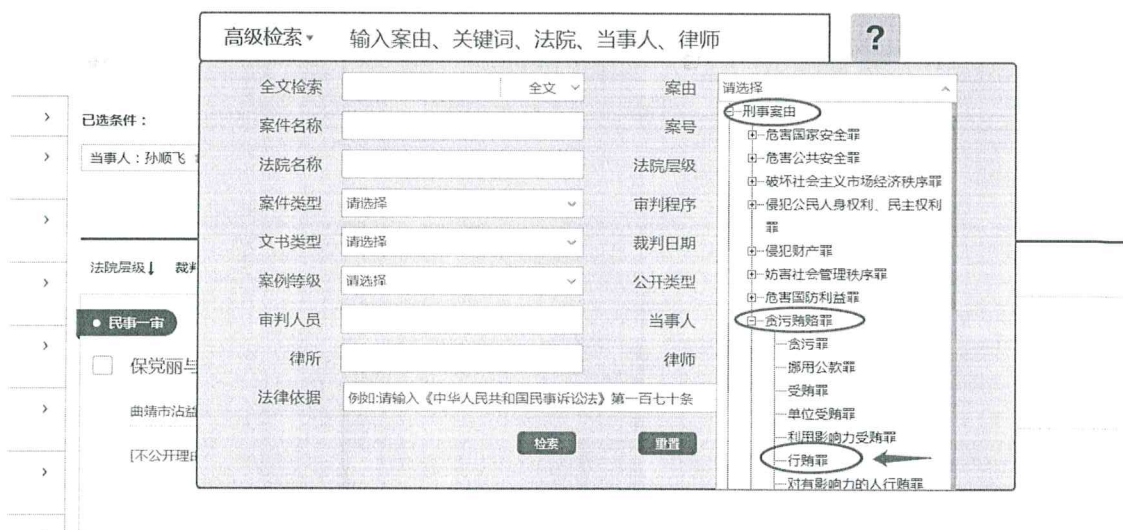 高级检索▾ 输入案由、关键词、法院、当事人、律师
?
全文检索 全文 案由 请选择
案件名称 案号
法院名称 法院层级
案件类型 请选择 审判程序
文书类型 请选择 裁判日期
案例等级 请选择 公开类型
审判人员 当事人
律所 律师
法律依据 例如:请输入《中华人民共和国民事诉讼法》第一百七十条
检索 重置
刑事案由
危害国家安全罪
危害公共安全罪
破坏社会主义市场经济秩序罪
侵犯公民人身权利、民主权利
罪
侵犯财产罪
妨害社会管理秩序罪
危害国防利益罪
贪污贿赂罪
贪污罪
挪用公款罪
受贿罪
单位受贿罪
利用影响力受贿罪
行贿罪
对有影响力的人行贿罪
已选条件：
当事人：孙顺飞
法院层级↓ 裁判
民事一审
保党丽与
曲靖市沾益
[不公开理由